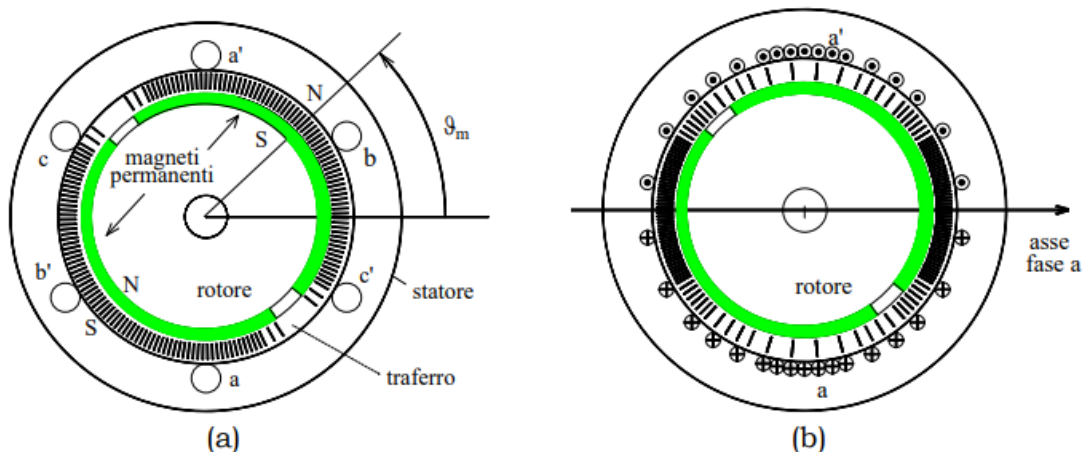 a'
N
ϑm
S
c
b
magneti
permanenti
b'
N
rotore
c'
statore
S
a
traferro
(a)
a'
asse
fase a
rotore
a
(b)